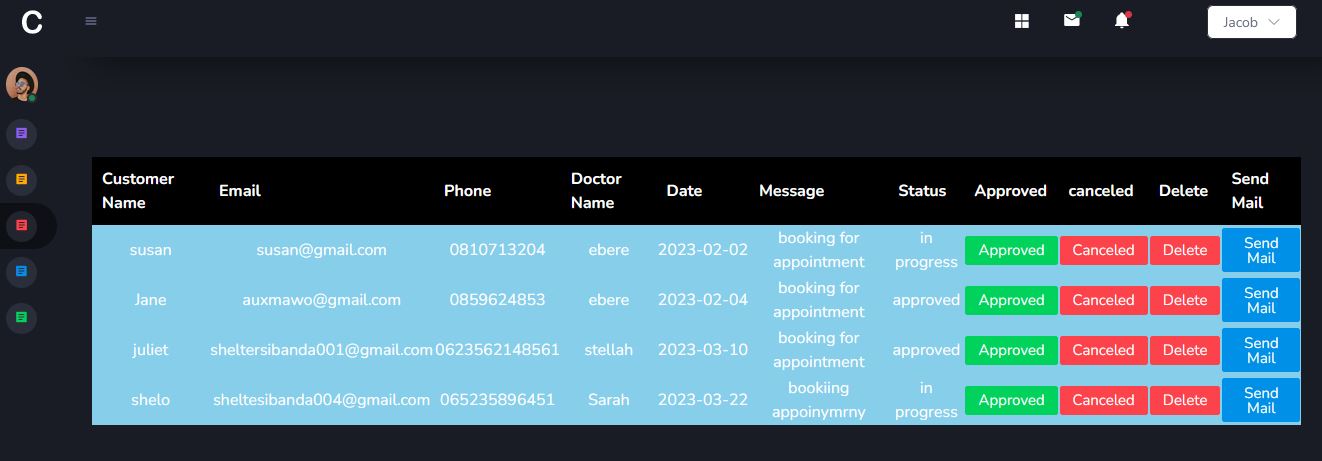 C
Jacob
Customer Name Email Phone Doctor Name Date Message Status Approved canceled Delete Send Mail
susan susan@gmail.com 0810713204 ebere 2023-02-02 booking for appointment in progress Approved Canceled Delete Send Mail
Jane auxmawo@gmail.com 0859624853 ebere 2023-02-04 booking for appointment approved Approved Canceled Delete Send Mail
juliet sheltersibanda001@gmail.com 0623562148561 stellah 2023-03-10 booking for appointment approved Approved Canceled Delete Send Mail
shelo sheltesibanda004@gmail.com 065235896451 Sarah 2023-03-22 bookiing appoinymrny in progress Approved Canceled Delete Send Mail